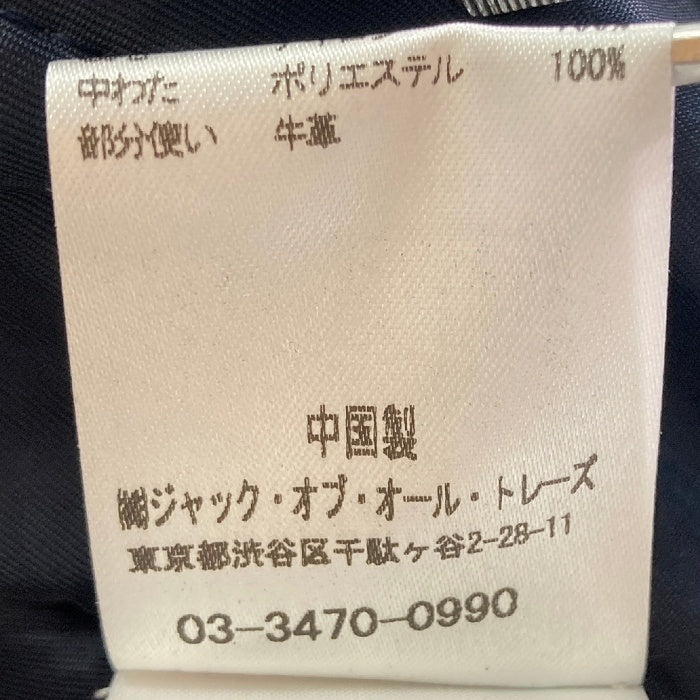 中わた ポリエステル 100%
部分使い 牛革
中国製
㈱ジャック・オブ・オール・トレーズ
東京都渋谷区千駄ヶ谷2-28-11
03-3470-0990